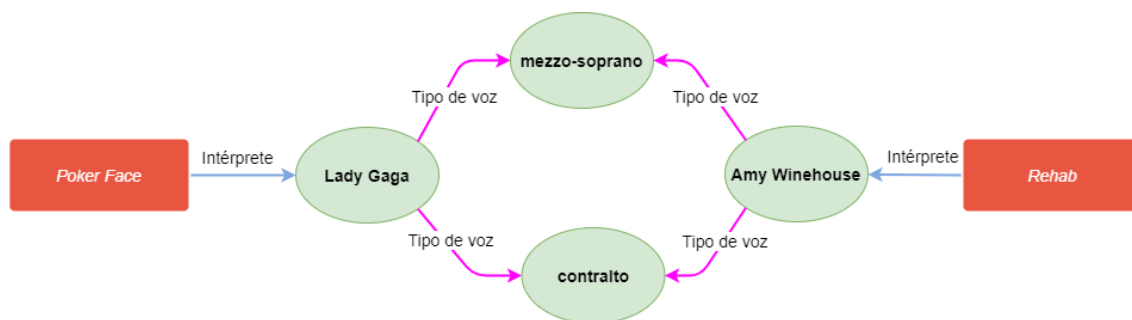 mezzo-soprano
Tipo de voz
Tipo de voz
Intérprete
Intérprete
Poker Face
Lady Gaga
Amy Winehouse
Rehab
Tipo de voz
Tipo de voz
contralto